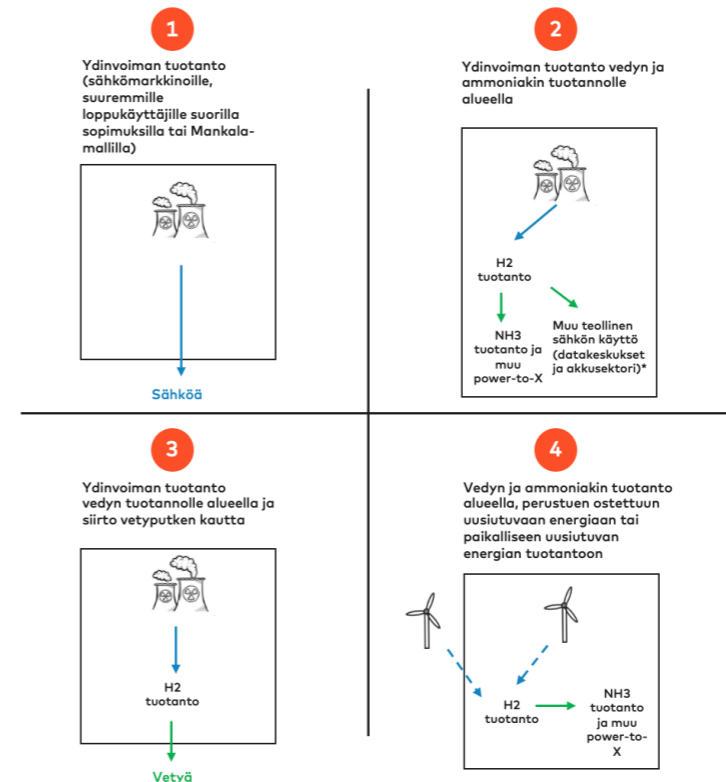 1
Ydinvoiman tuotanto
(sähkömarkkinoille,
suuremmille
loppukäyttäjille suorilla
sopimuksilla tai Mankala-
mallilla)
Sähköä
2
Ydinvoiman tuotanto vedyn ja
ammoniakin tuotannolle
alueella
H2
tuotanto
NH3
tuotanto ja
muu
power-to-X
Muu teollinen
sähkön käyttö
(datakeskukset
ja akkusektori)*
3
Ydinvoiman tuotanto
vedyn tuotannolle alueella ja
siirto vetyputken kautta
H2
tuotanto
Vetyä
4
Vedyn ja ammoniakin tuotanto
alueella, perustuen ostettuun
uusiutuvaan energiaan tai
paikalliseen uusiutuvan
energian tuotantoon
H2
tuotanto
NH3
tuotanto
ja muu
power-to-
X